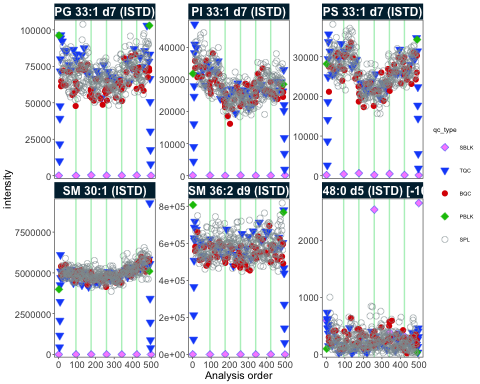 PG 33:1 d7 (ISTD)
PI 33:1 d7 (ISTD)
PS 33:1 d7 (ISTD)
100000
75000
50000
25000
0
40000
30000
20000
10000
0
30000
20000
10000
0
SM 30:1 (ISTD)
SM 36:2 d9 (ISTD)
48:0 d5 (ISTD) [-16
7500000
5000000
2500000
0
8e+05
6e+05
4e+05
2e+05
0e+00
2000
1000
0
0 100 200 300 400 500
0 100 200 300 400 500
0 100 200 300 400 500
Analysis order
intensity
qc_type
SBLK
TQC
BQC
PBLK
SPL